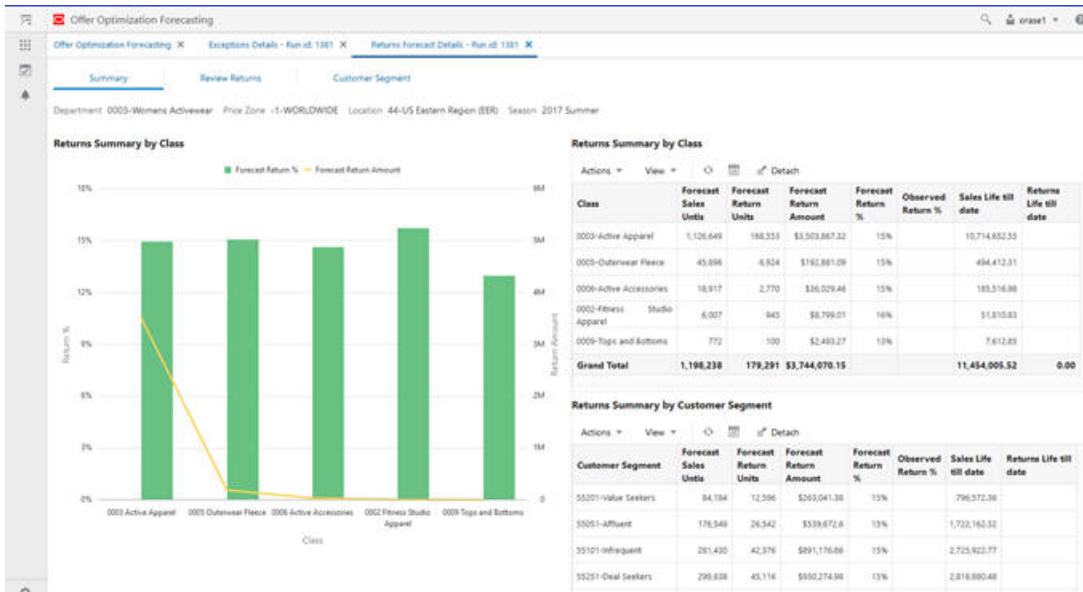 Offer Optimization Forecasting
orase1
Offer Optimization Forecasting ×
Exceptions Details - Run id: 1381 ×
Returns Forecast Details - Run id: 1381 ×
Summary
Review Returns
Customer Segment
Department 0003-Womens Activewear Price Zone -1-WORLDWIDE Location 44-US Eastern Region (EER) Season 2017 Summer
Returns Summary by Class
Forecast Return % Forecast Return Amount
18%
15%
12%
9%
6%
3%
0%
Return %
6M
5M
4M
3M
2M
1M
0
Return Amount
0003 Active Apparel
0005 Outerwear Fleece
0006 Active Accessories
0002 Fitness Studio
Apparel
0009 Tops and Bottoms
Class
Returns Summary by Class
Actions View Detach
Class Forecast Sales Untis Forecast Return Units Forecast Return Amount Forecast Return % Observed Return % Sales Life till date Returns Life till date
0003-Active Apparel 1,126,649 168,553 $3,503,867.32 15% 10,714,652.55
0005-Outerwear Fleece 45,896 6,924 $192,881.09 15% 494,412.31
0006-Active Accessories 18,917 2,770 $36,029.46 15% 185,516.98
0002-Fitness Studio Apparel 6,007 945 $8,799.01 16% 51,810.83
0009-Tops and Bottoms 772 100 $2,493.27 13% 7,612.85
Grand Total 1,198,238 179,291 $3,744,070.15 11,454,005.52 0.00
Returns Summary by Customer Segment
Actions View Detach
Customer Segment Forecast Sales Untis Forecast Return Units Forecast Return Amount Forecast Return % Observed Return % Sales Life till date Returns Life till date
55201-Value Seekers 84,184 12,596 $263,041.38 15% 796,572.36
55051-Affluent 176,546 26,542 $539,672.6 15% 1,722,162.32
55101-Infrequent 281,430 42,376 $891,176.86 15% 2,725,922.77
55251-Deal Seekers 299,838 45,116 $950,274.98 15% 2,818,880.48